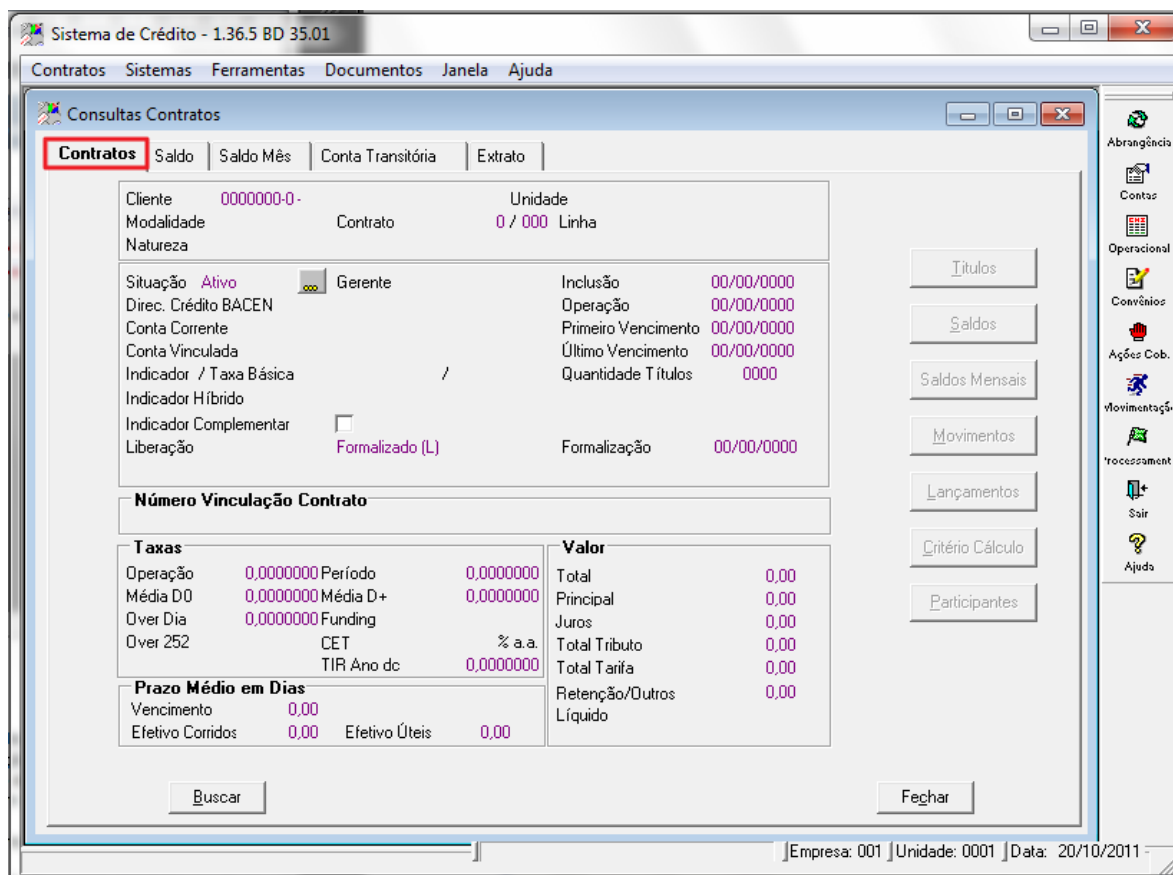 Sistema de Crédito - 1.36.5 BD 35.01
Contratos Sistemas Ferramentas Documentos Janela Ajuda
Consultas Contratos
Contratos Saldo Saldo Mês Conta Transitória Extrato
Cliente 0000000-0 - Unidade
Modalidade Contrato 0 / 000 Linha
Natureza
Situação Ativo ... Gerente Inclusão 00/00/0000
Direc. Crédito BACEN Operação 00/00/0000
Conta Corrente Primeiro Vencimento 00/00/0000
Conta Vinculada Último Vencimento 00/00/0000
Indicador / Taxa Básica / Quantidade Títulos 0000
Indicador Híbrido
Indicador Complementar
Liberação Formalizado (L) Formalização 00/00/0000
Número Vinculação Contrato
Taxas
Operação 0,0000000 Período 0,0000000
Média D0 0,0000000 Média D+ 0,0000000
Over Dia 0,0000000 Funding
Over 252 CET % a.a.
TIR Ano dc 0,0000000
Prazo Médio em Dias
Vencimento 0,00
Efetivo Corridos 0,00 Efetivo Úteis 0,00
Valor
Total 0,00
Principal 0,00
Juros 0,00
Total Tributo 0,00
Total Tarifa 0,00
Retenção/Outros 0,00
Líquido
Titulos
Saldos
Saldos Mensais
Movimentos
Lançamentos
Critério Cálculo
Participantes
Buscar Fechar
Abrangência
Contas
Operacional
Convênios
Ações Cob.
Movimentaçã
rocessament
Sair
Ajuda
Empresa: 001 Unidade: 0001 Data: 20/10/2011